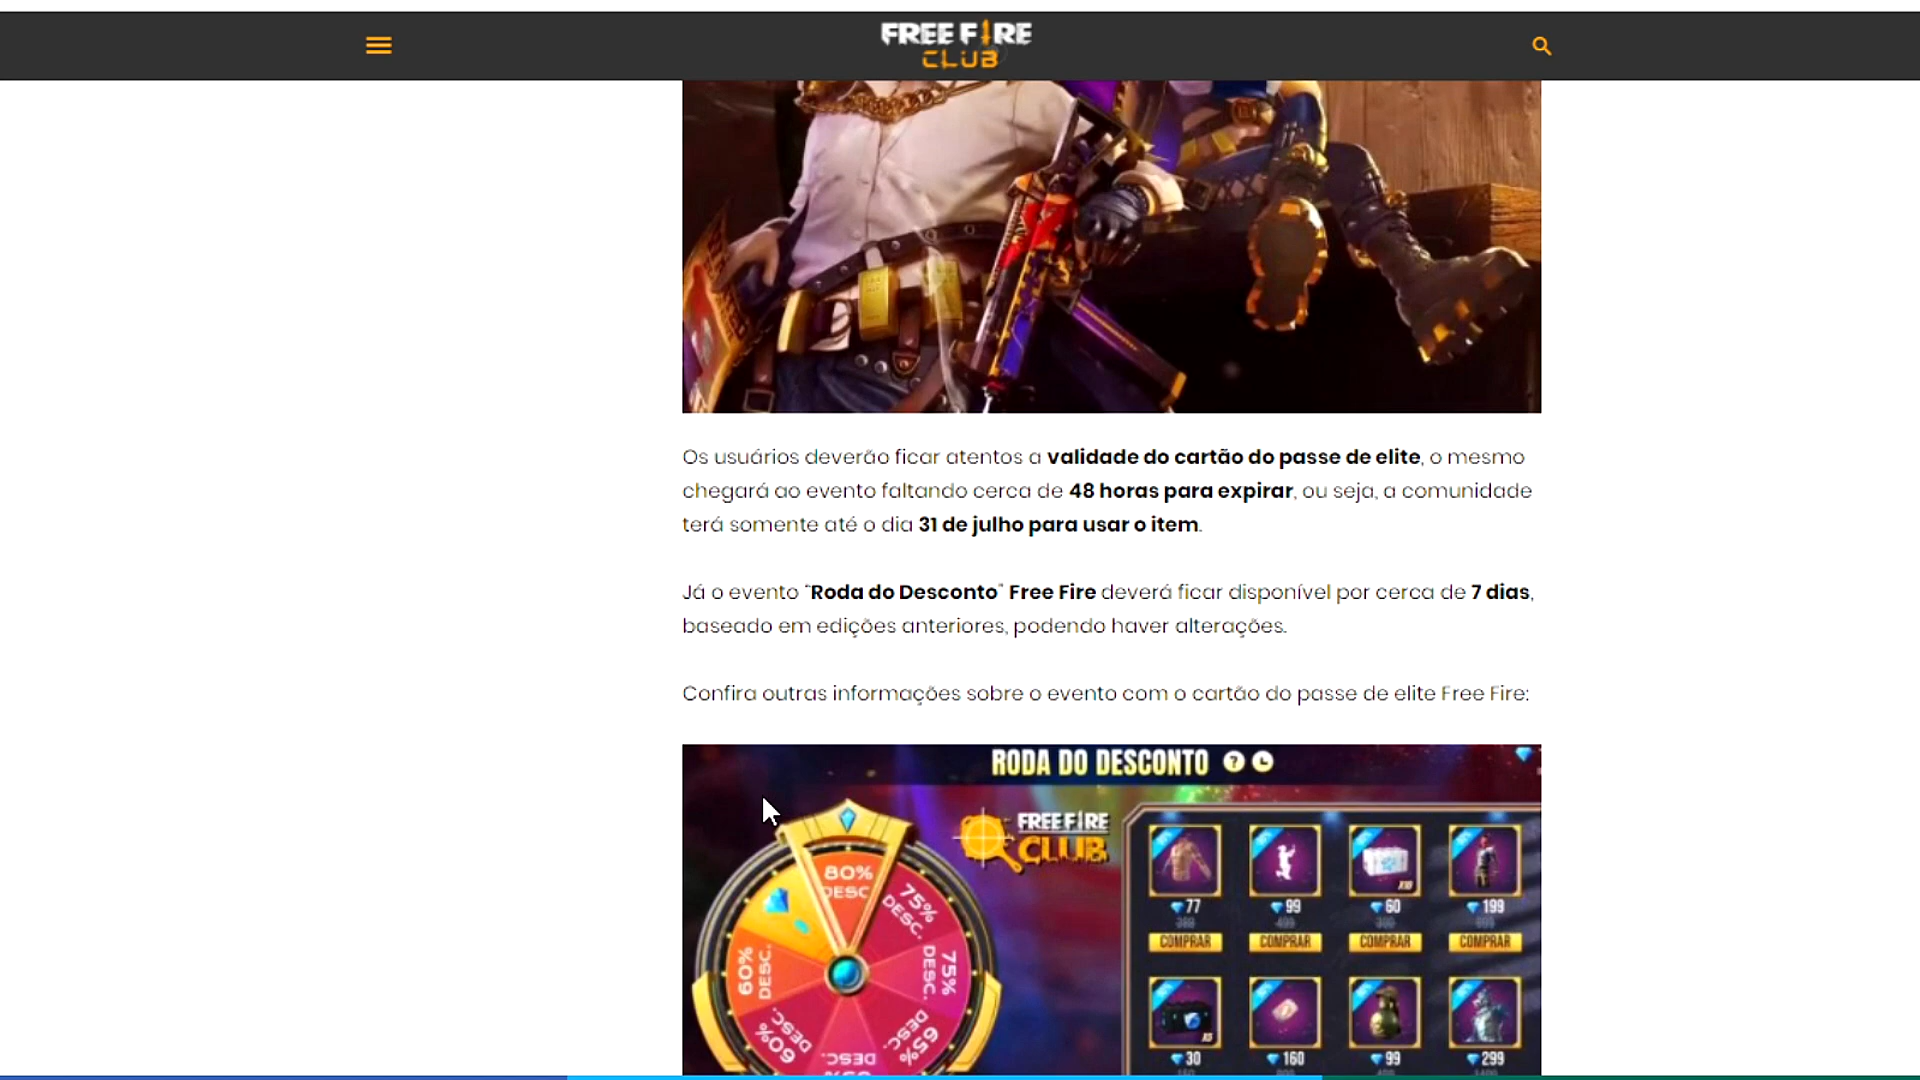 FREE FIRE
CLUB
Os usuários deverão ficar atentos a validade do cartão do passe de elite, o mesmo
chegará ao evento faltando cerca de 48 horas para expirar, ou seja, a comunidade
terá somente até o dia 31 de julho para usar o item.
Já o evento “Roda do Desconto” Free Fire deverá ficar disponível por cerca de 7 dias,
baseado em edições anteriores, podendo haver alterações.
Confira outras informações sobre o evento com o cartão do passe de elite Free Fire:
RODA DO DESCONTO ?
FREE FIRE
CLUB
80%
DESC.
75%
DESC.
75%
DESC.
65%
DESC.
DESC.
60%
DESC.
60%
DESC.
X10
77 99 60 199
COMPRAR COMPRAR COMPRAR COMPRAR
X5
30 160 99 299